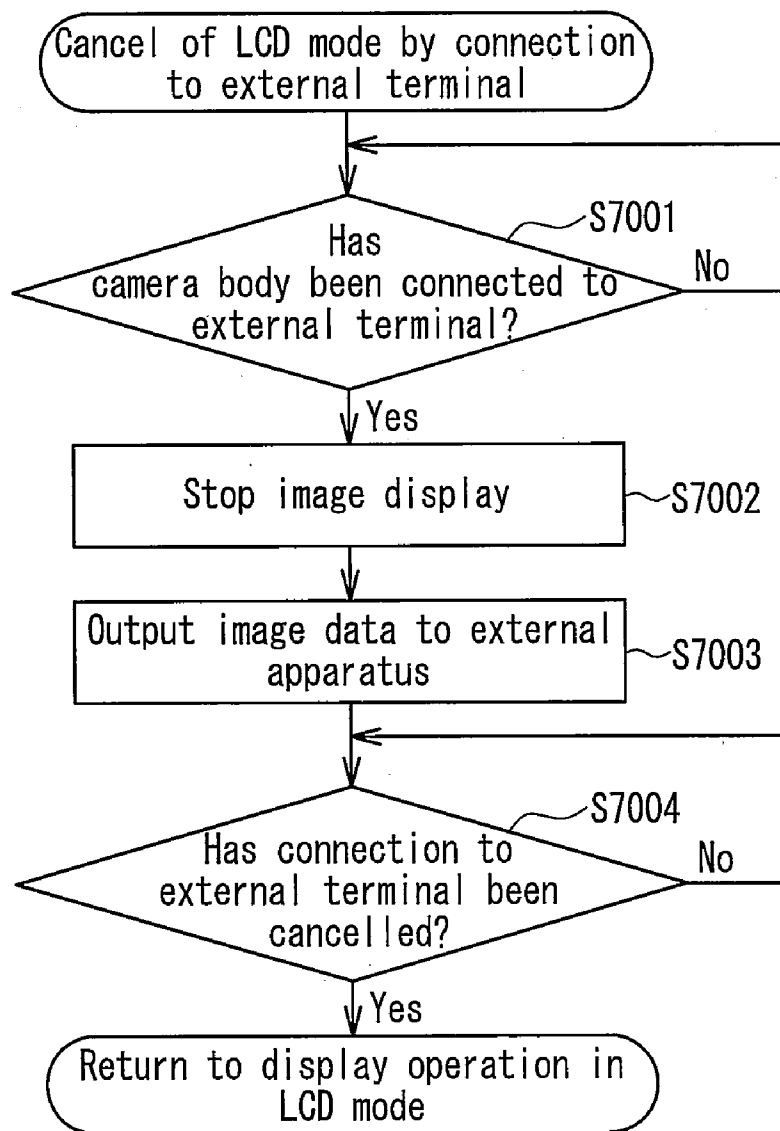 Cancel of LCD mode by connection
to external terminal
S7001
Has
camera body been connected to
external terminal?
No
Yes
Stop image display
S7002
Output image data to external
apparatus
S7003
S7004
Has connection to
external terminal been
cancelled?
No
Yes
Return to display operation in
LCD mode